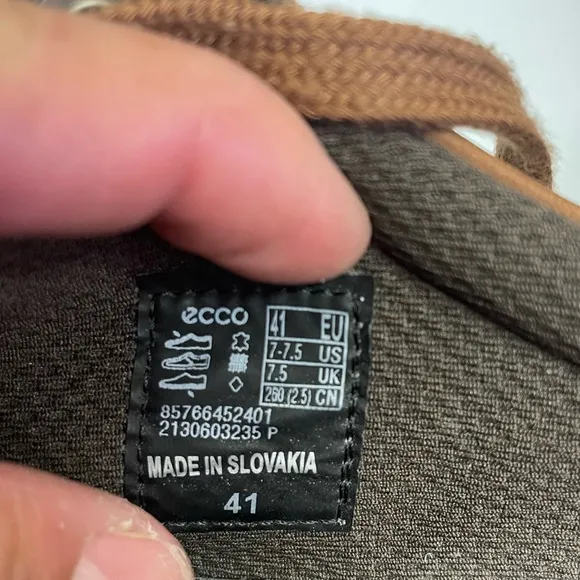 ecco
41 EU
7-7.5 US
7.5 UK
260 (2.5) CN
85766452401
2130603235 P
MADE IN SLOVAKIA
41